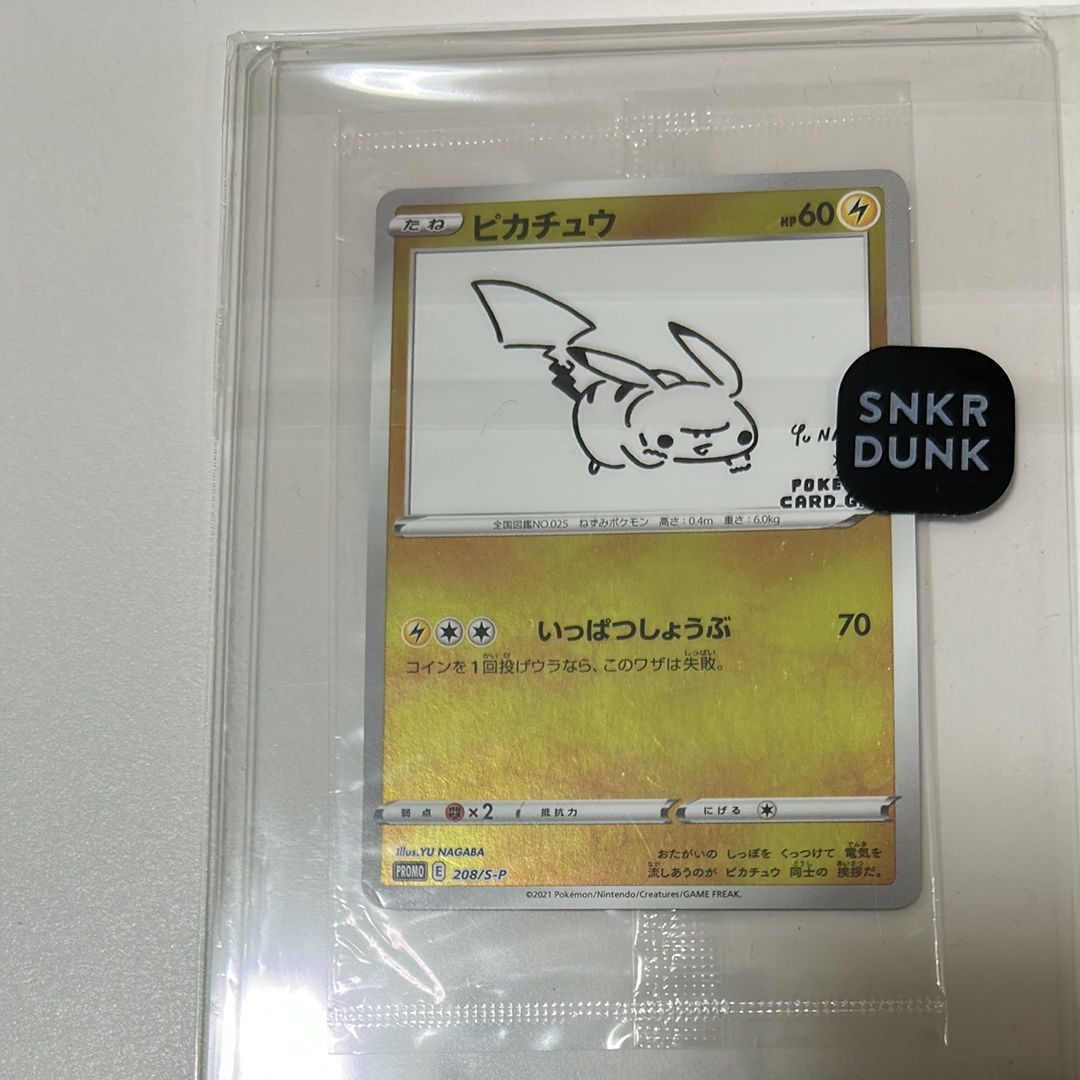 たね ピカチュウ HP60
Yu
SNKR
DUNK
POKE
CARD G
全国図鑑NO.025 ねずみポケモン 高さ：0.4m 重さ：6.0kg
いっぱつしょうぶ 70
コインを1回投げウラなら、このワザは失敗。
弱点 ×2 抵抗力 にげる
illus.YU NAGABA
おたがいの しっぽを くっつけて 電気を
流しあうのが ピカチュウ 同士の 挨拶だ。
PROMO E 208/S-P
©2021 Pokémon/Nintendo/Creatures/GAME FREAK.